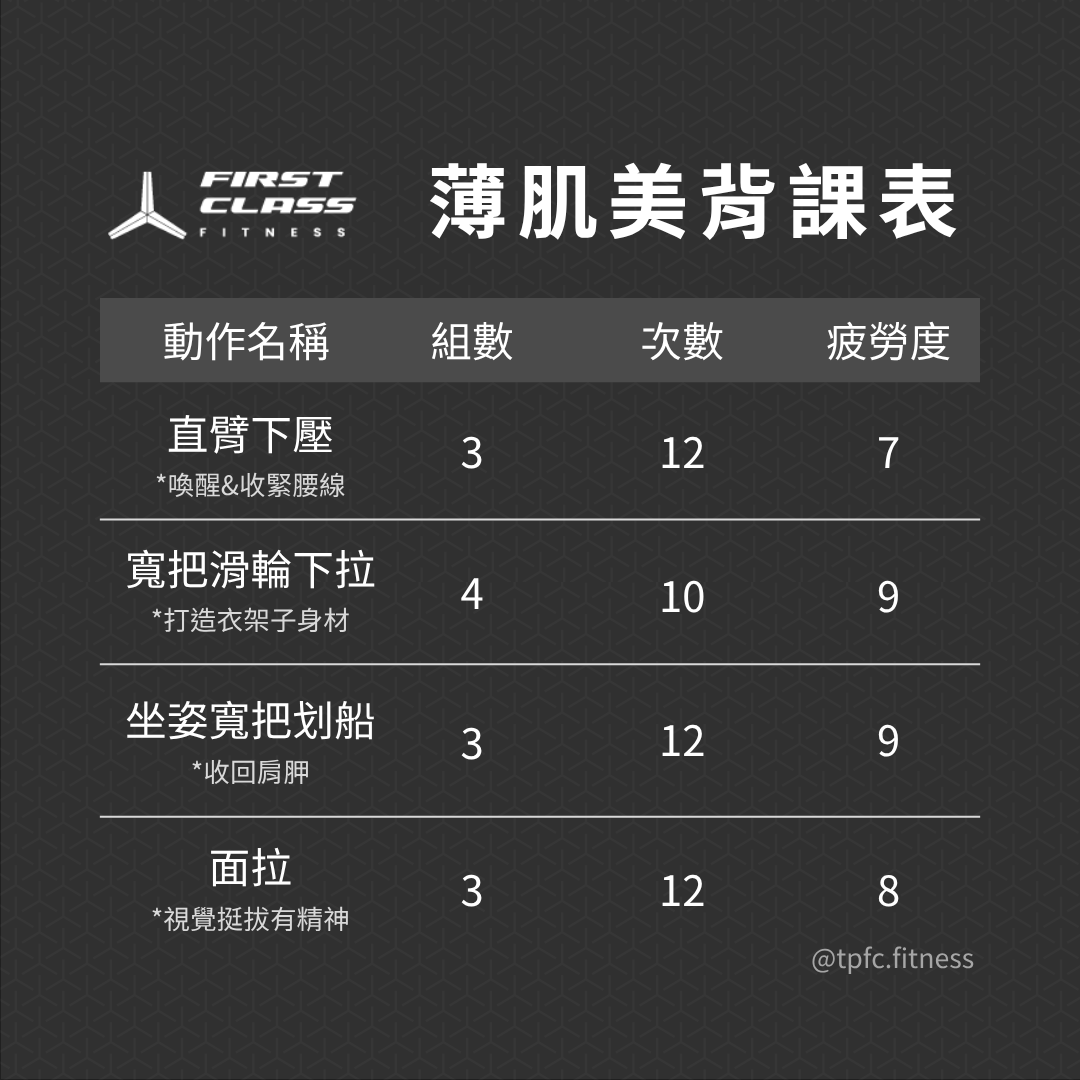 FIRST
CLASS
FITNESS
薄肌美背課表
動作名稱 組數 次數 疲勞度
直臂下壓 3 12 7
*喚醒&收緊腰線
寬把滑輪下拉 4 10 9
*打造衣架子身材
坐姿寬把划船 3 12 9
*收回肩胛
面拉 3 12 8
*視覺挺拔有精神
@tpfc.fitness